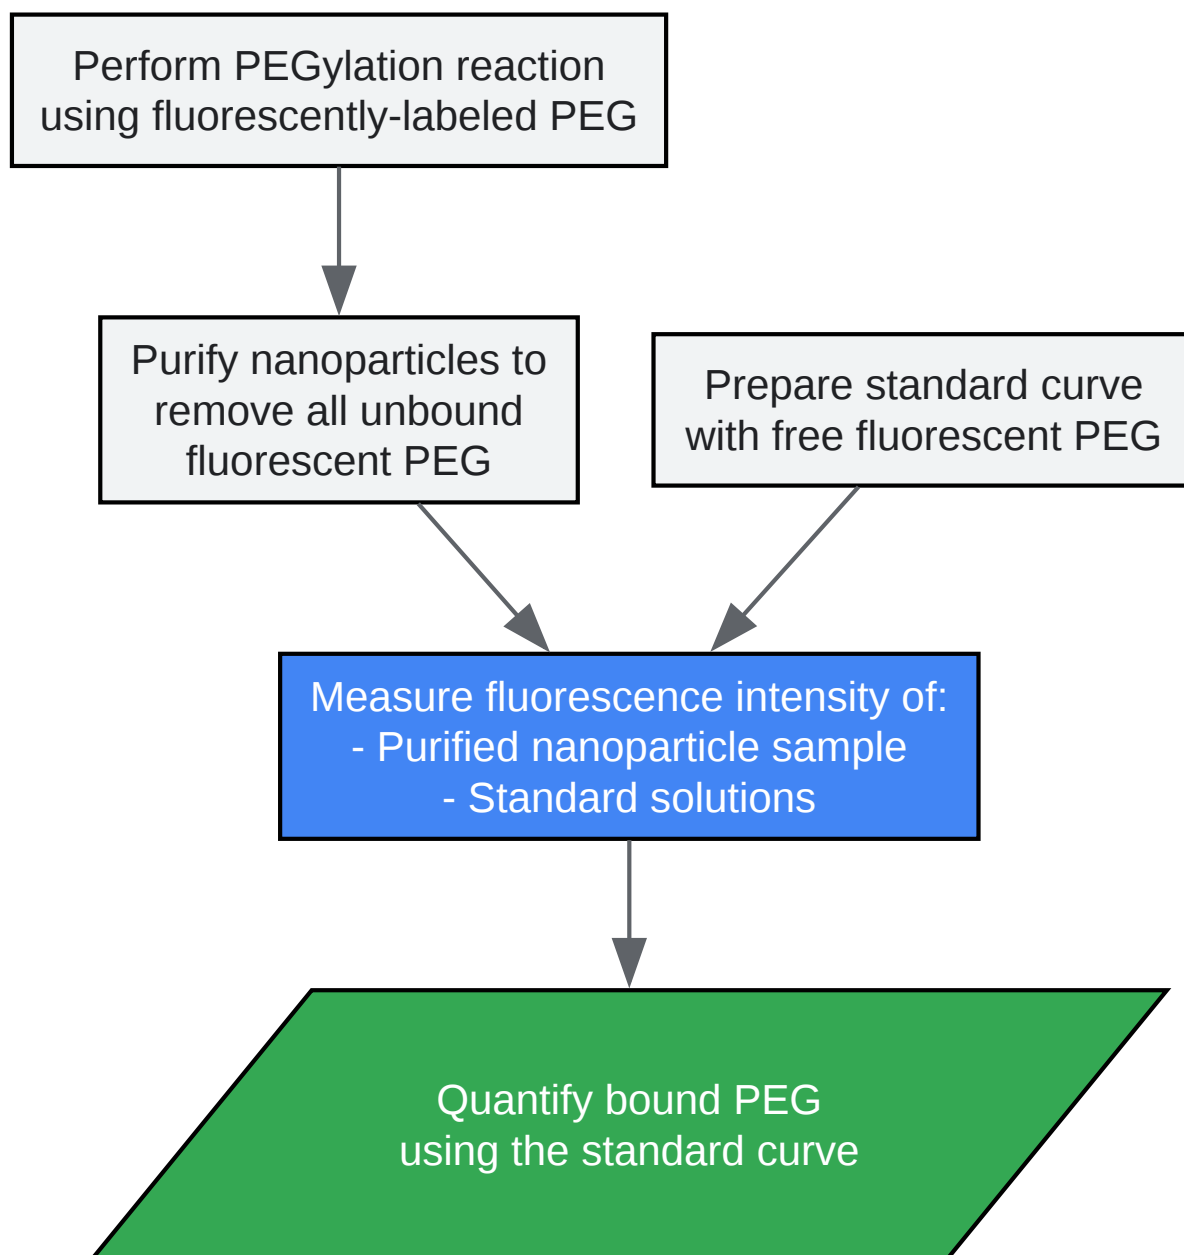 Perform PEGylation reaction
using fluorescently-labeled PEG
Purify nanoparticles to
remove all unbound
fluorescent PEG
Prepare standard curve
with free fluorescent PEG
Measure fluorescence intensity of:
- Purified nanoparticle sample
- Standard solutions
Quantify bound PEG
using the standard curve